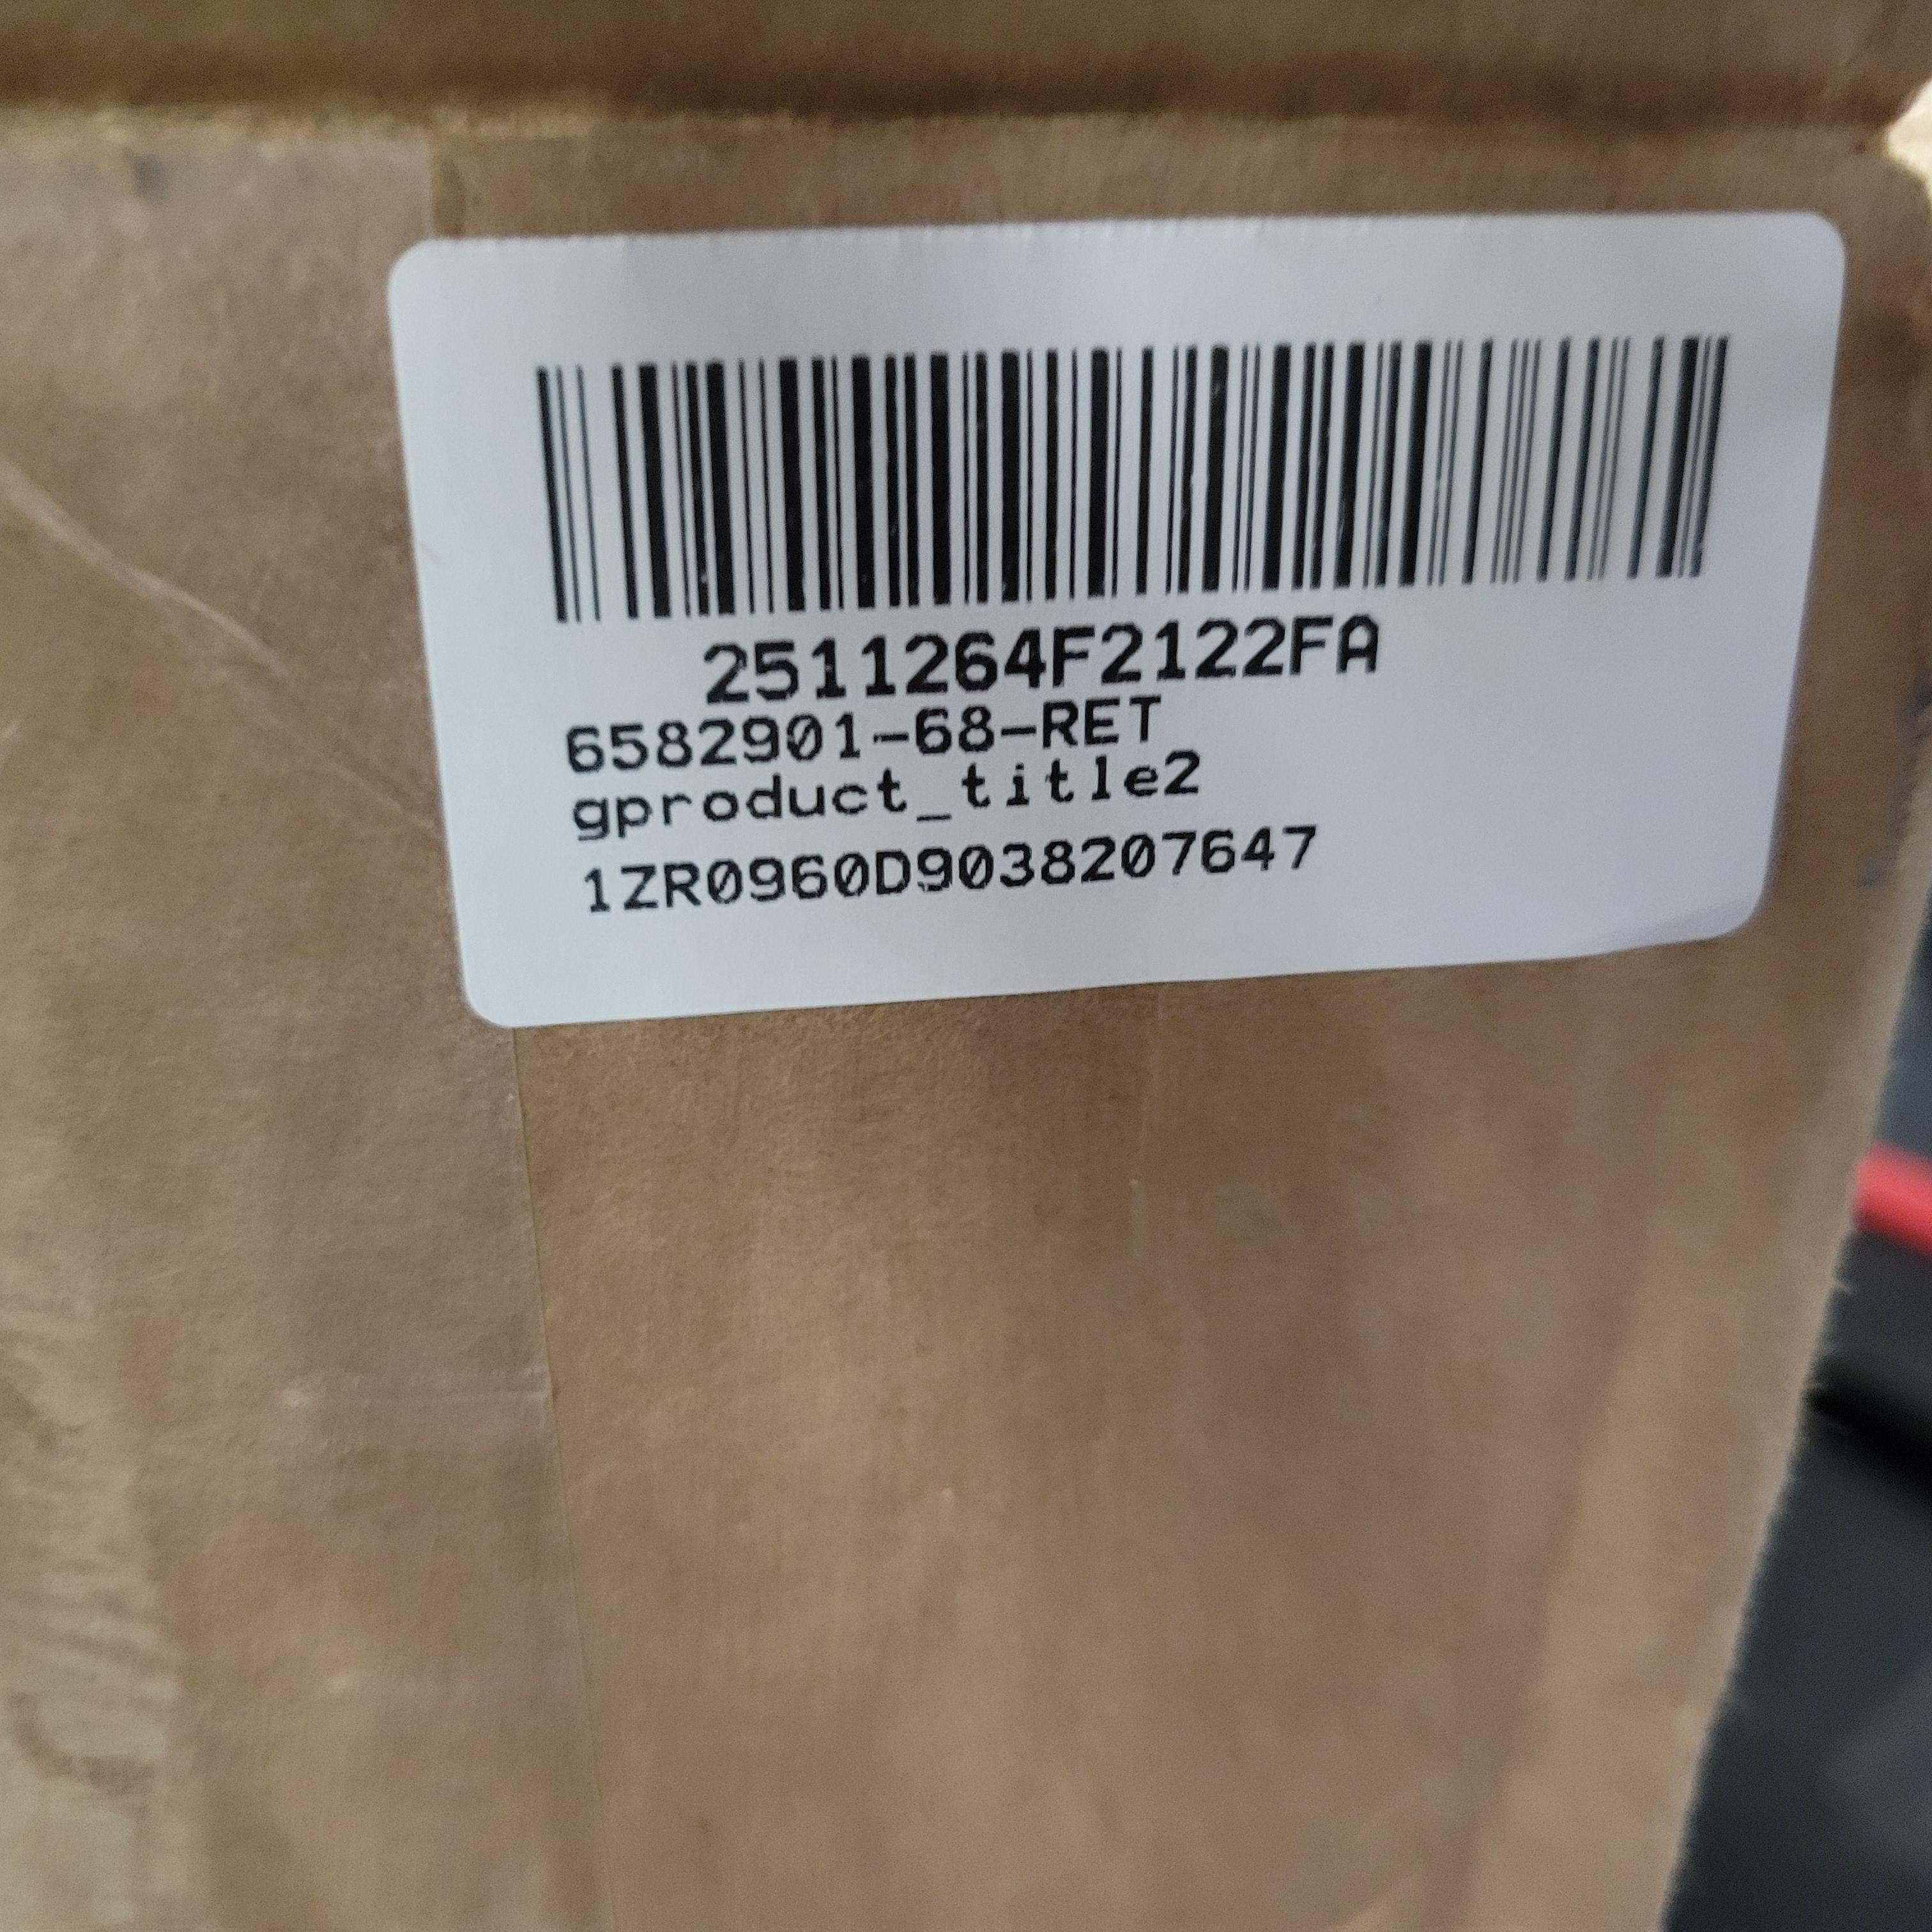 2511264F2122FA
6582901-68-RET
gproduct_title2
1ZR0960D9038207647